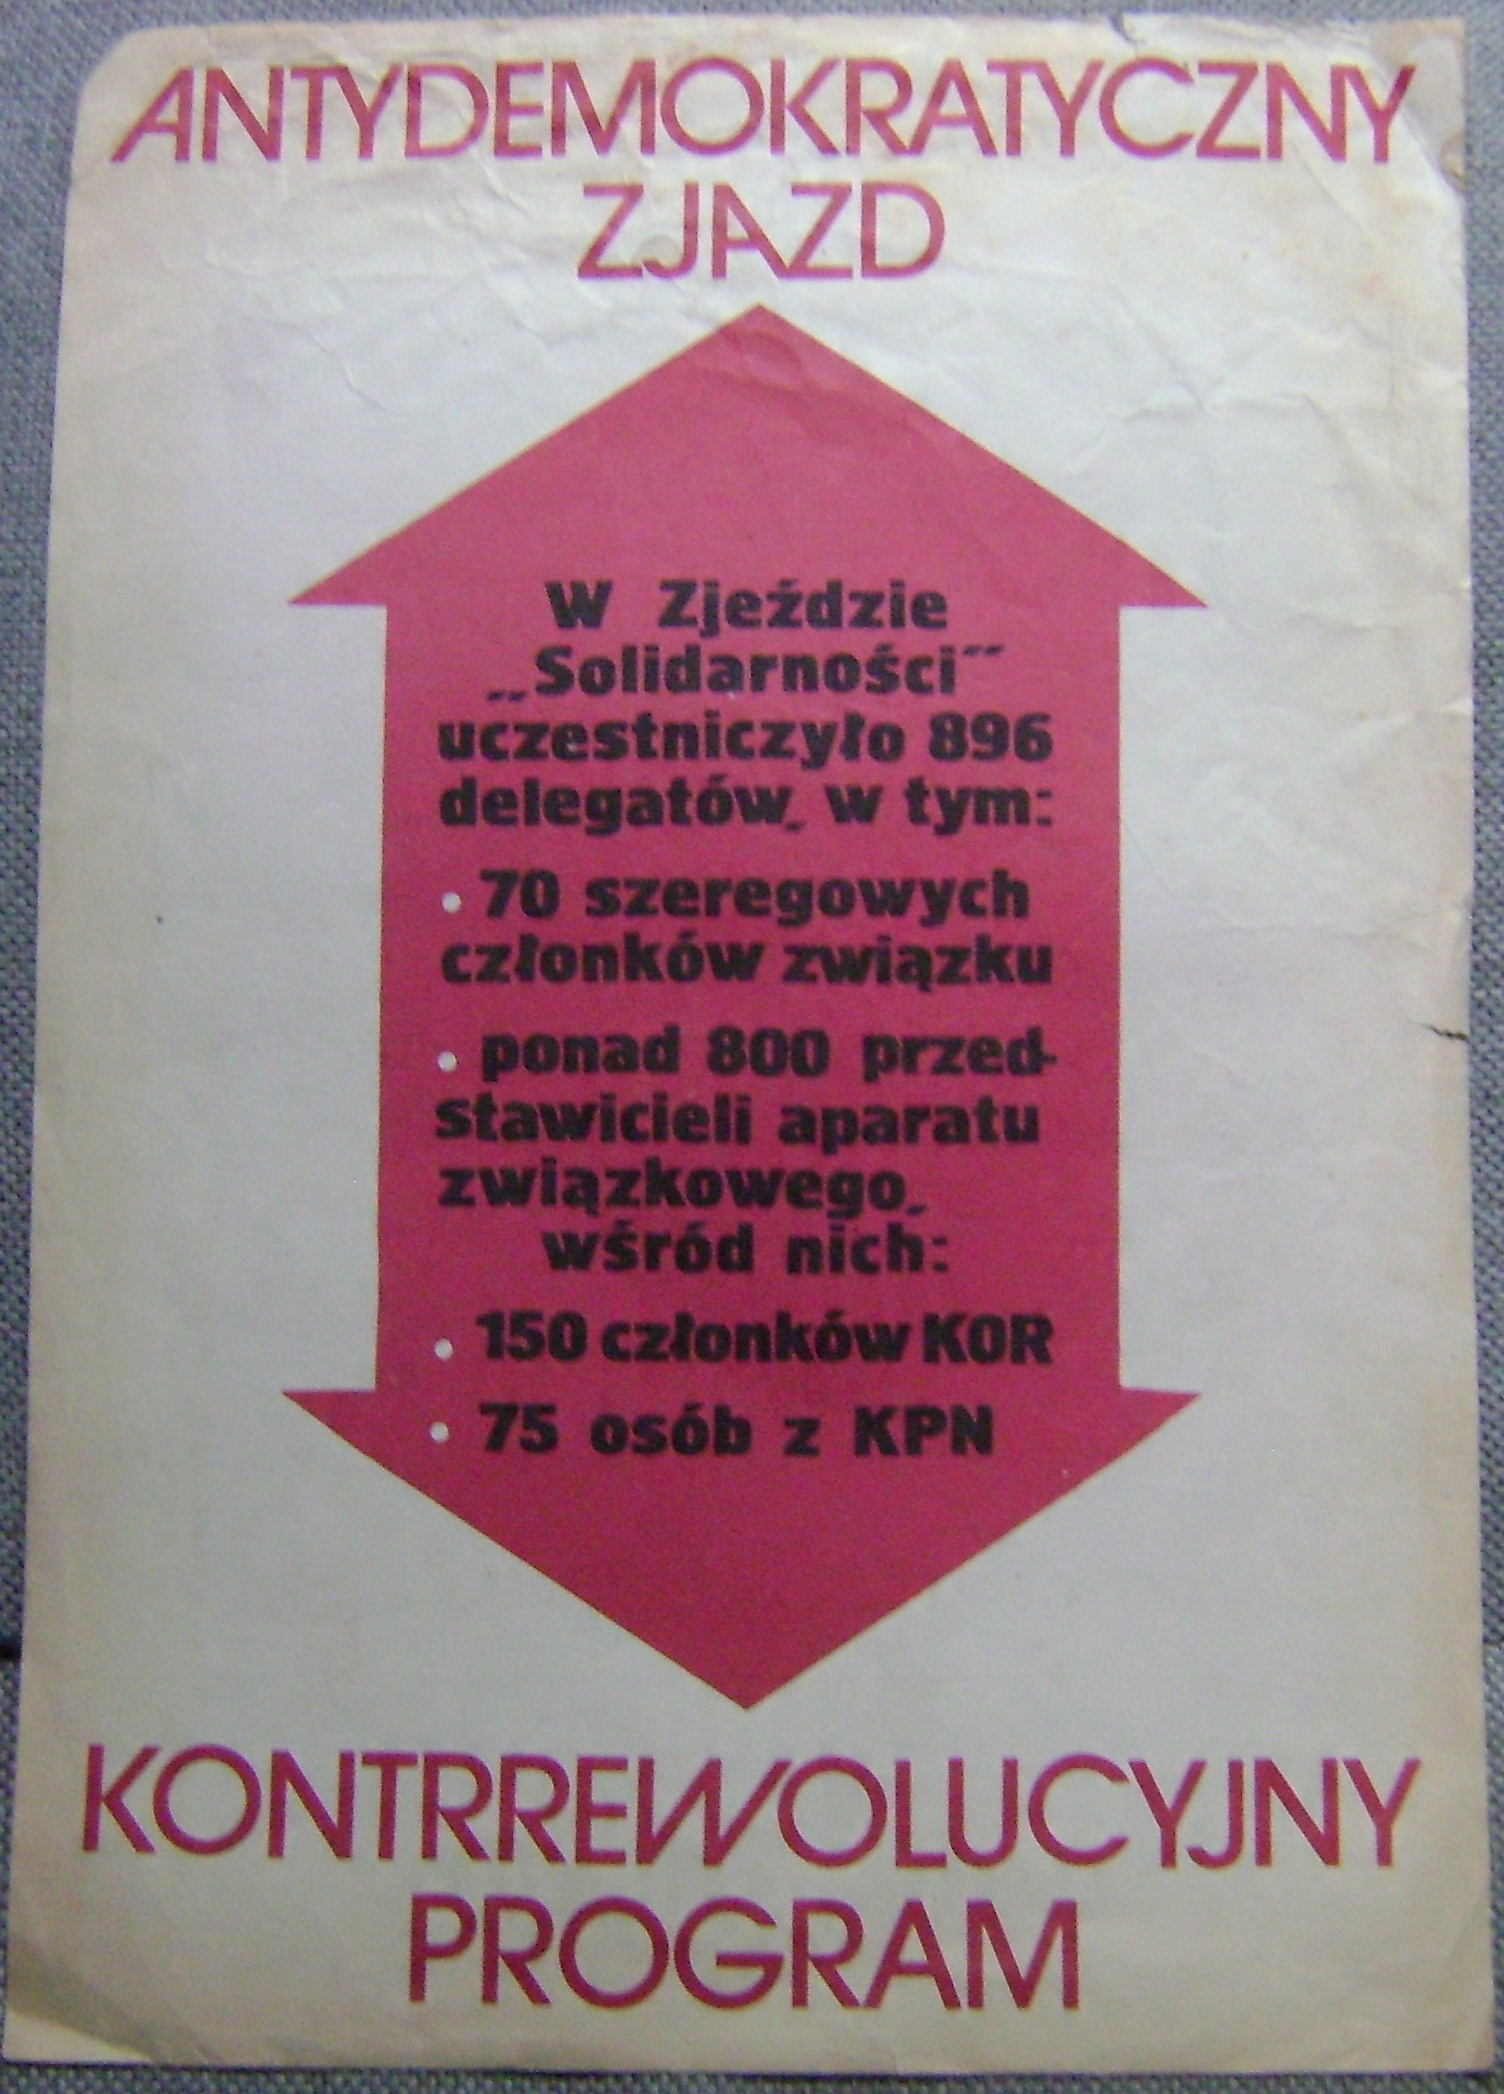 ANTYDEMOKRATYCZNY
ZJAZD
W Zjeździe
„Solidarności”
uczestniczyło 896
delegatów, w tym:
• 70 szeregowych
członków związku
• ponad 800 przed-
stawicieli aparatu
związkowego,
wśród nich:
• 150 członków KOR
• 75 osób z KPN
KONTRREWOLUCYJNY
PROGRAM